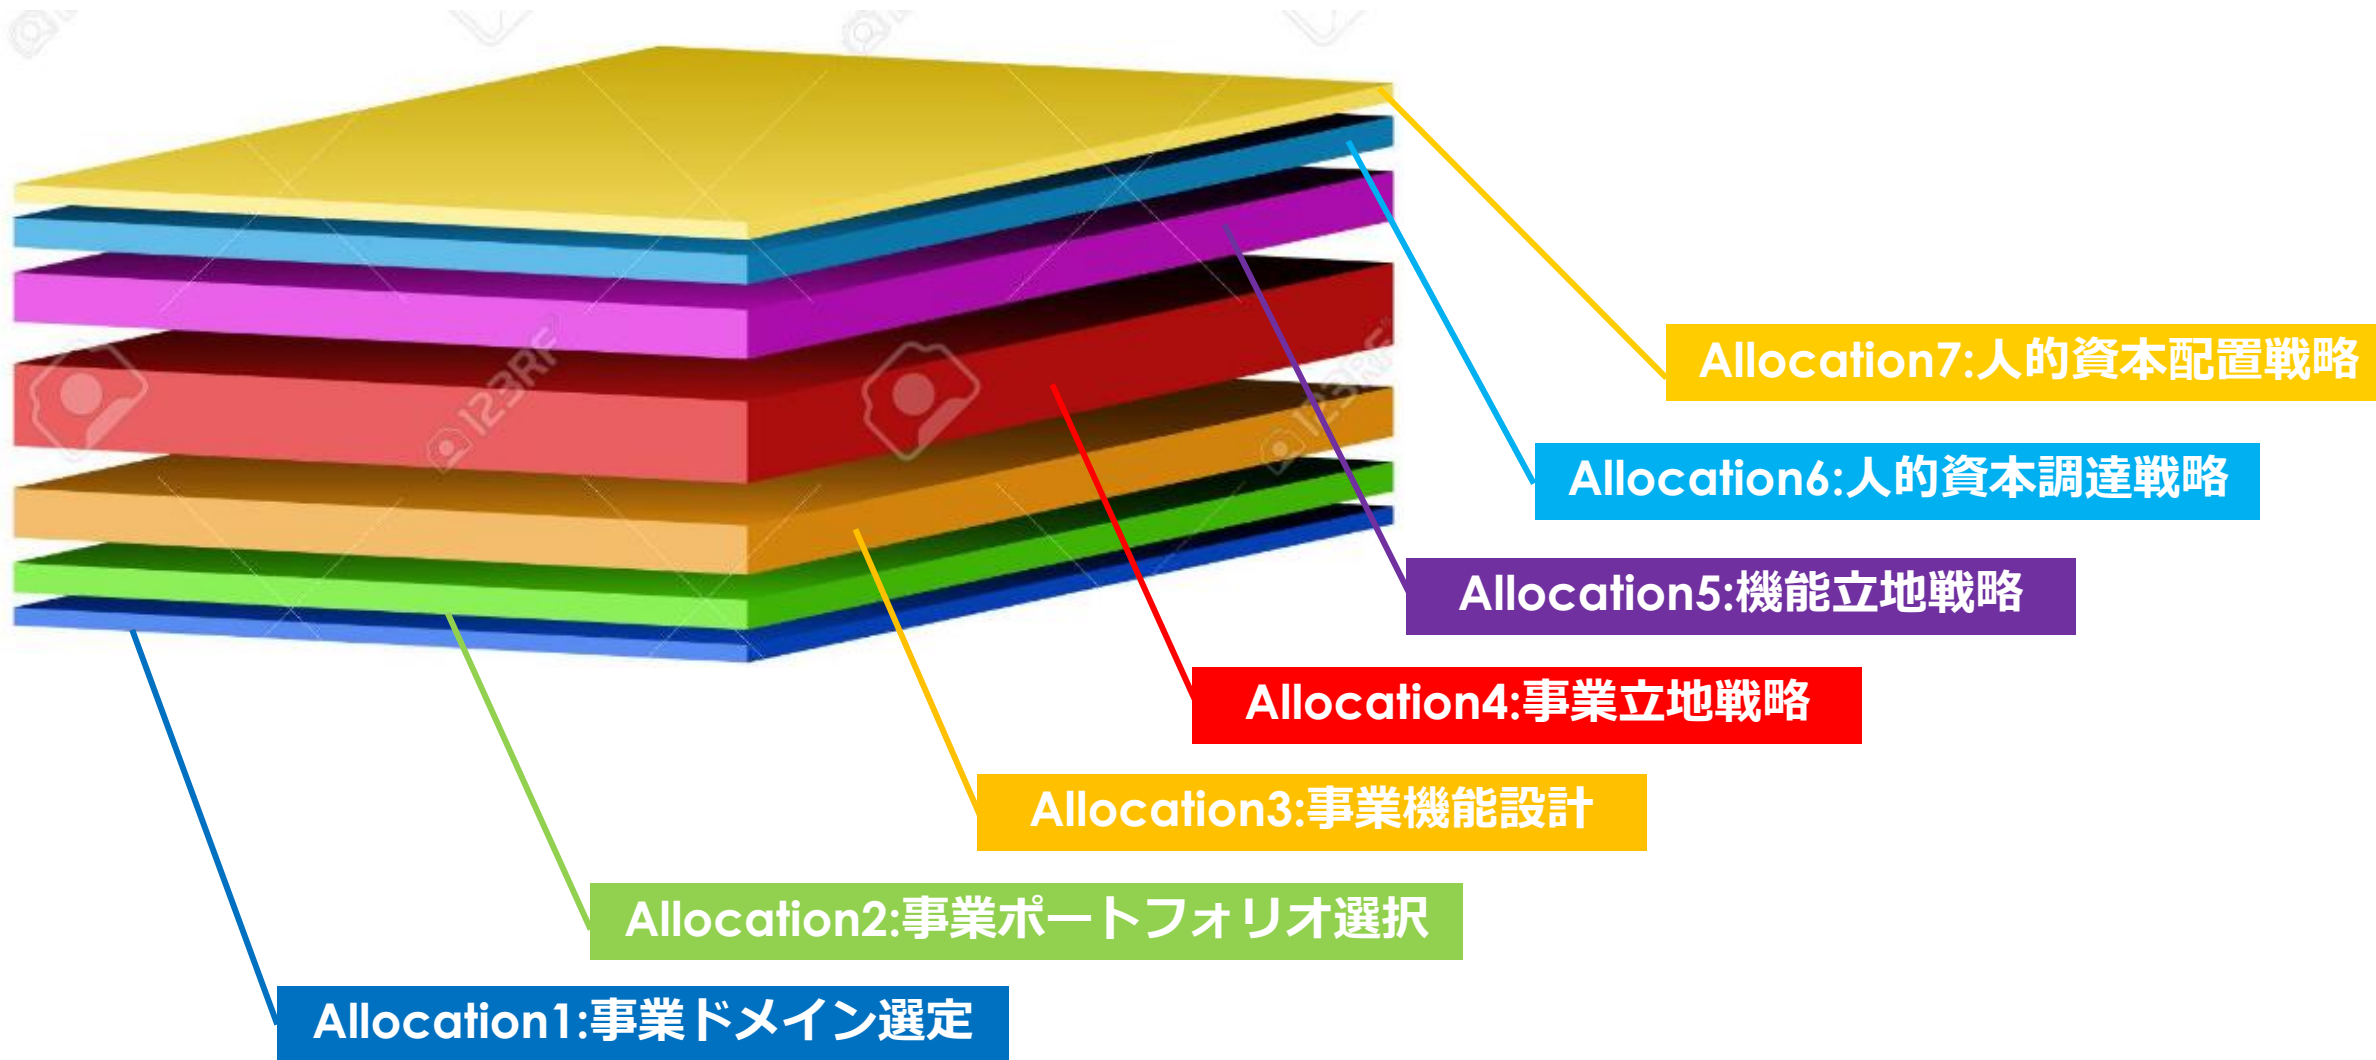 Allocation7:人的資本配置戦略
Allocation6:人的資本調達戦略
Allocation5:機能立地戦略
Allocation4:事業立地戦略
Allocation3:事業機能設計
Allocation2:事業ポートフォリオ選択
Allocation1:事業ドメイン選定
123RF
123RF